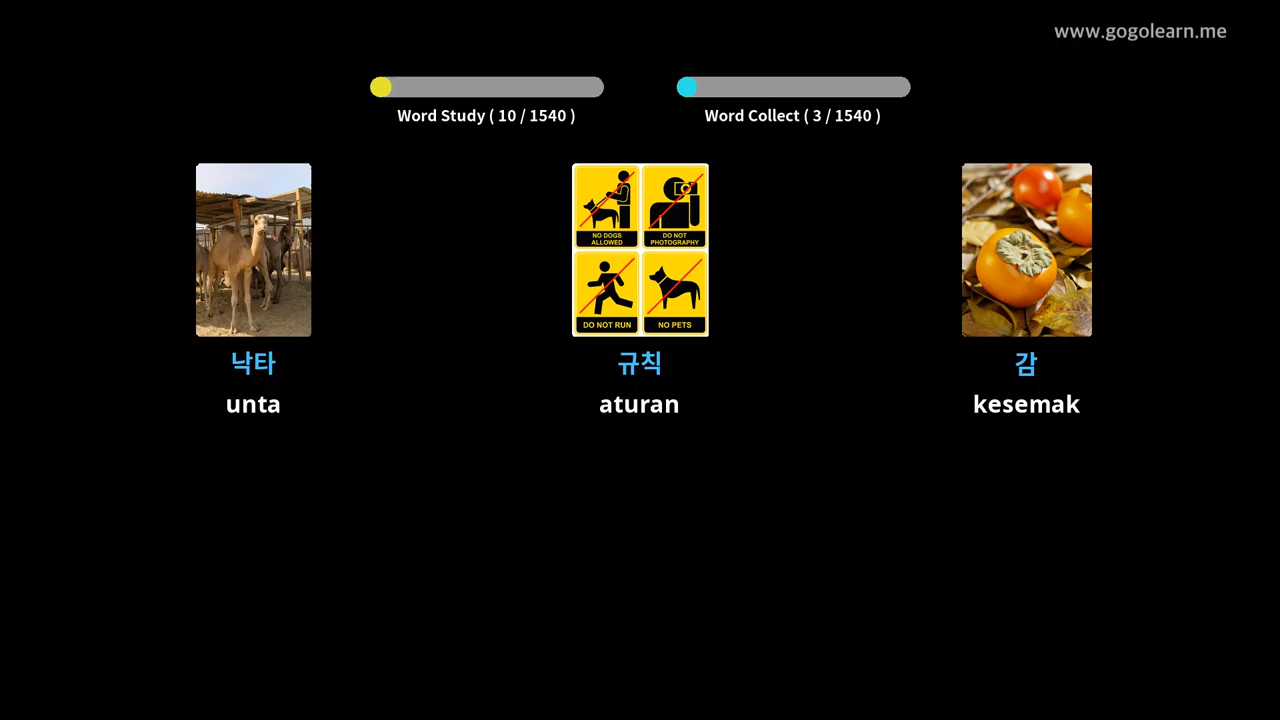 www.gogolearn.me
Word Study ( 10 / 1540 )
Word Collect ( 3 / 1540 )
NO DOGS
ALLOWED
DO NOT
PHOTOGRAPHY
DO NOT RUN
NO PETS
낙타
규칙
감
unta
aturan
kesemak